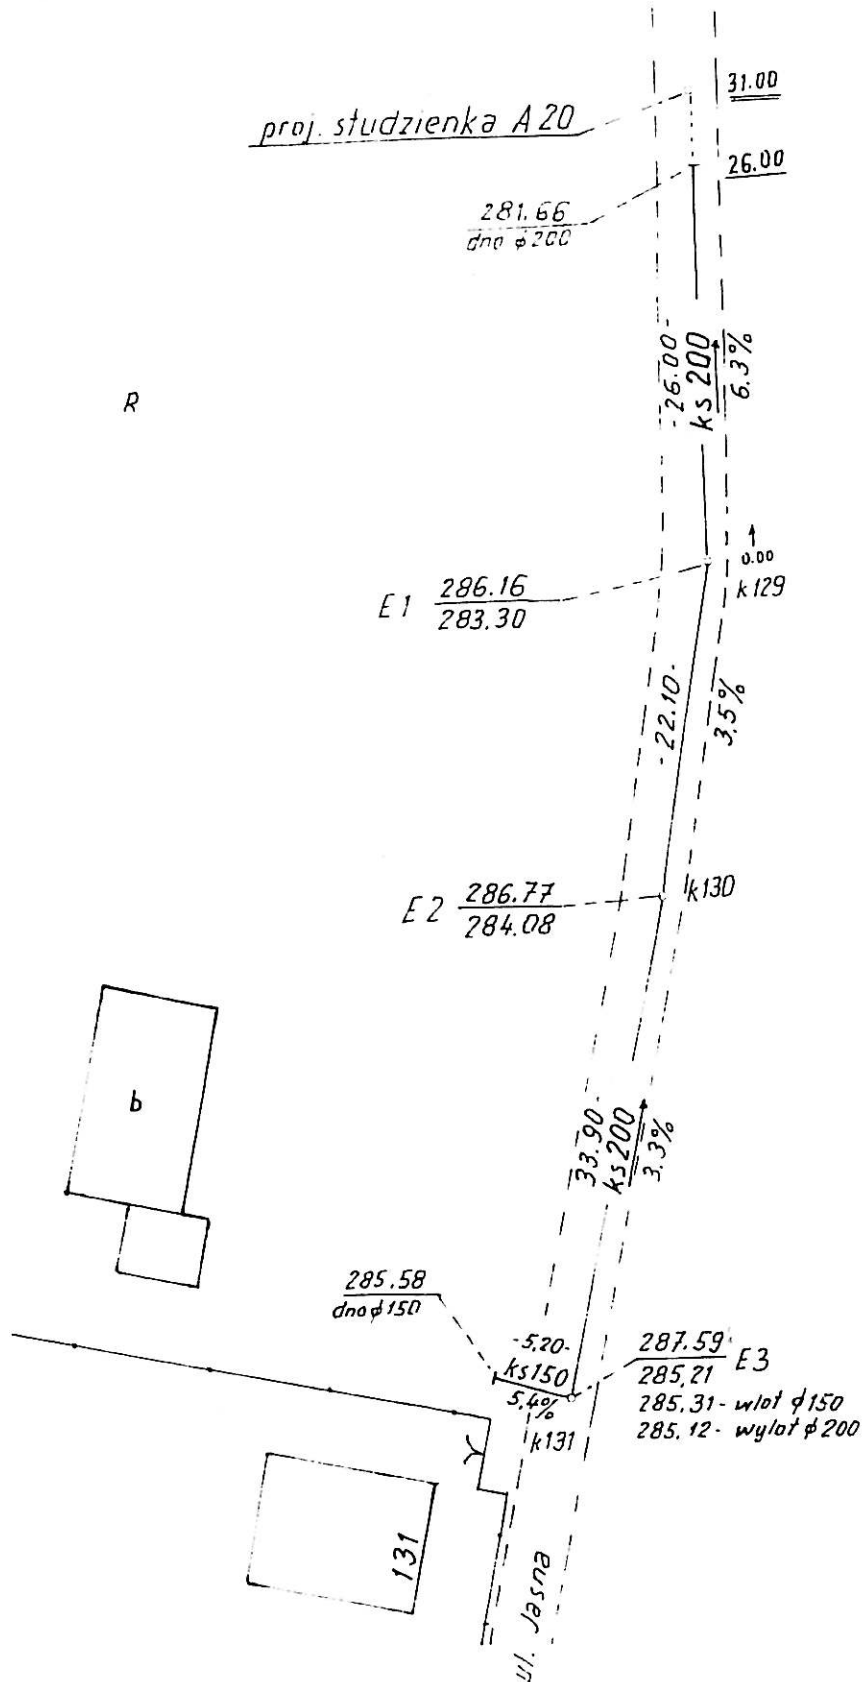 31.00
proj. studzienka A20
26.00
281.66
dno ϕ200
-26.00-
ks 200
6.3%
R
0.00
k129
E1
286.16
283.30
-22.10-
3.5%
k130
E2
286.77
284.08
b
33.90-
ks200
3.3%
285.58
dno ϕ150
-5.20-
ks150
5.4%
k131
287.59
E3
285,21
285,31- wlot ϕ150
285,12- wylot ϕ200
131
ul. Jasna